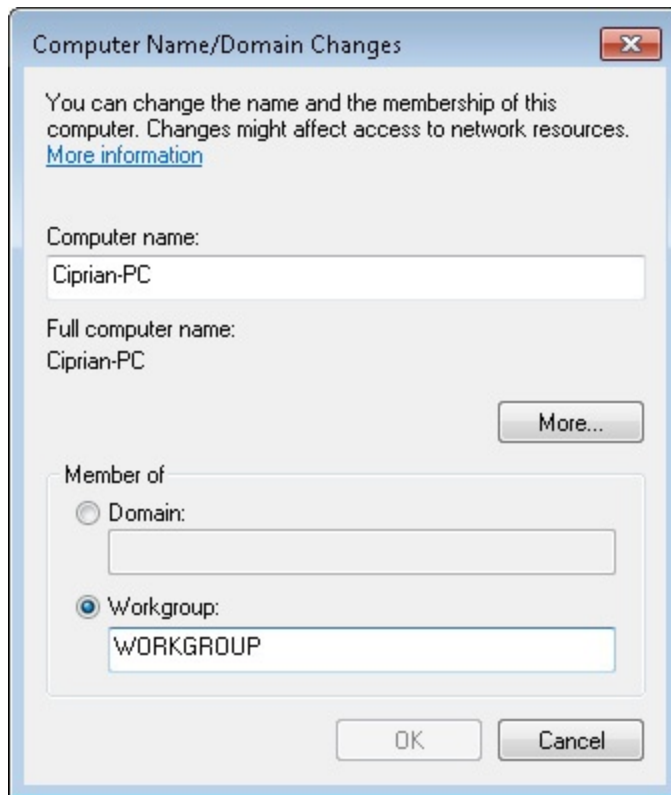 Computer Name/Domain Changes
You can change the name and the membership of this
computer. Changes might affect access to network resources.
More information
Computer name:
Ciprian-PC
Full computer name:
Ciprian-PC
More...
Member of
Domain:
Workgroup:
WORKGROUP
OK Cancel